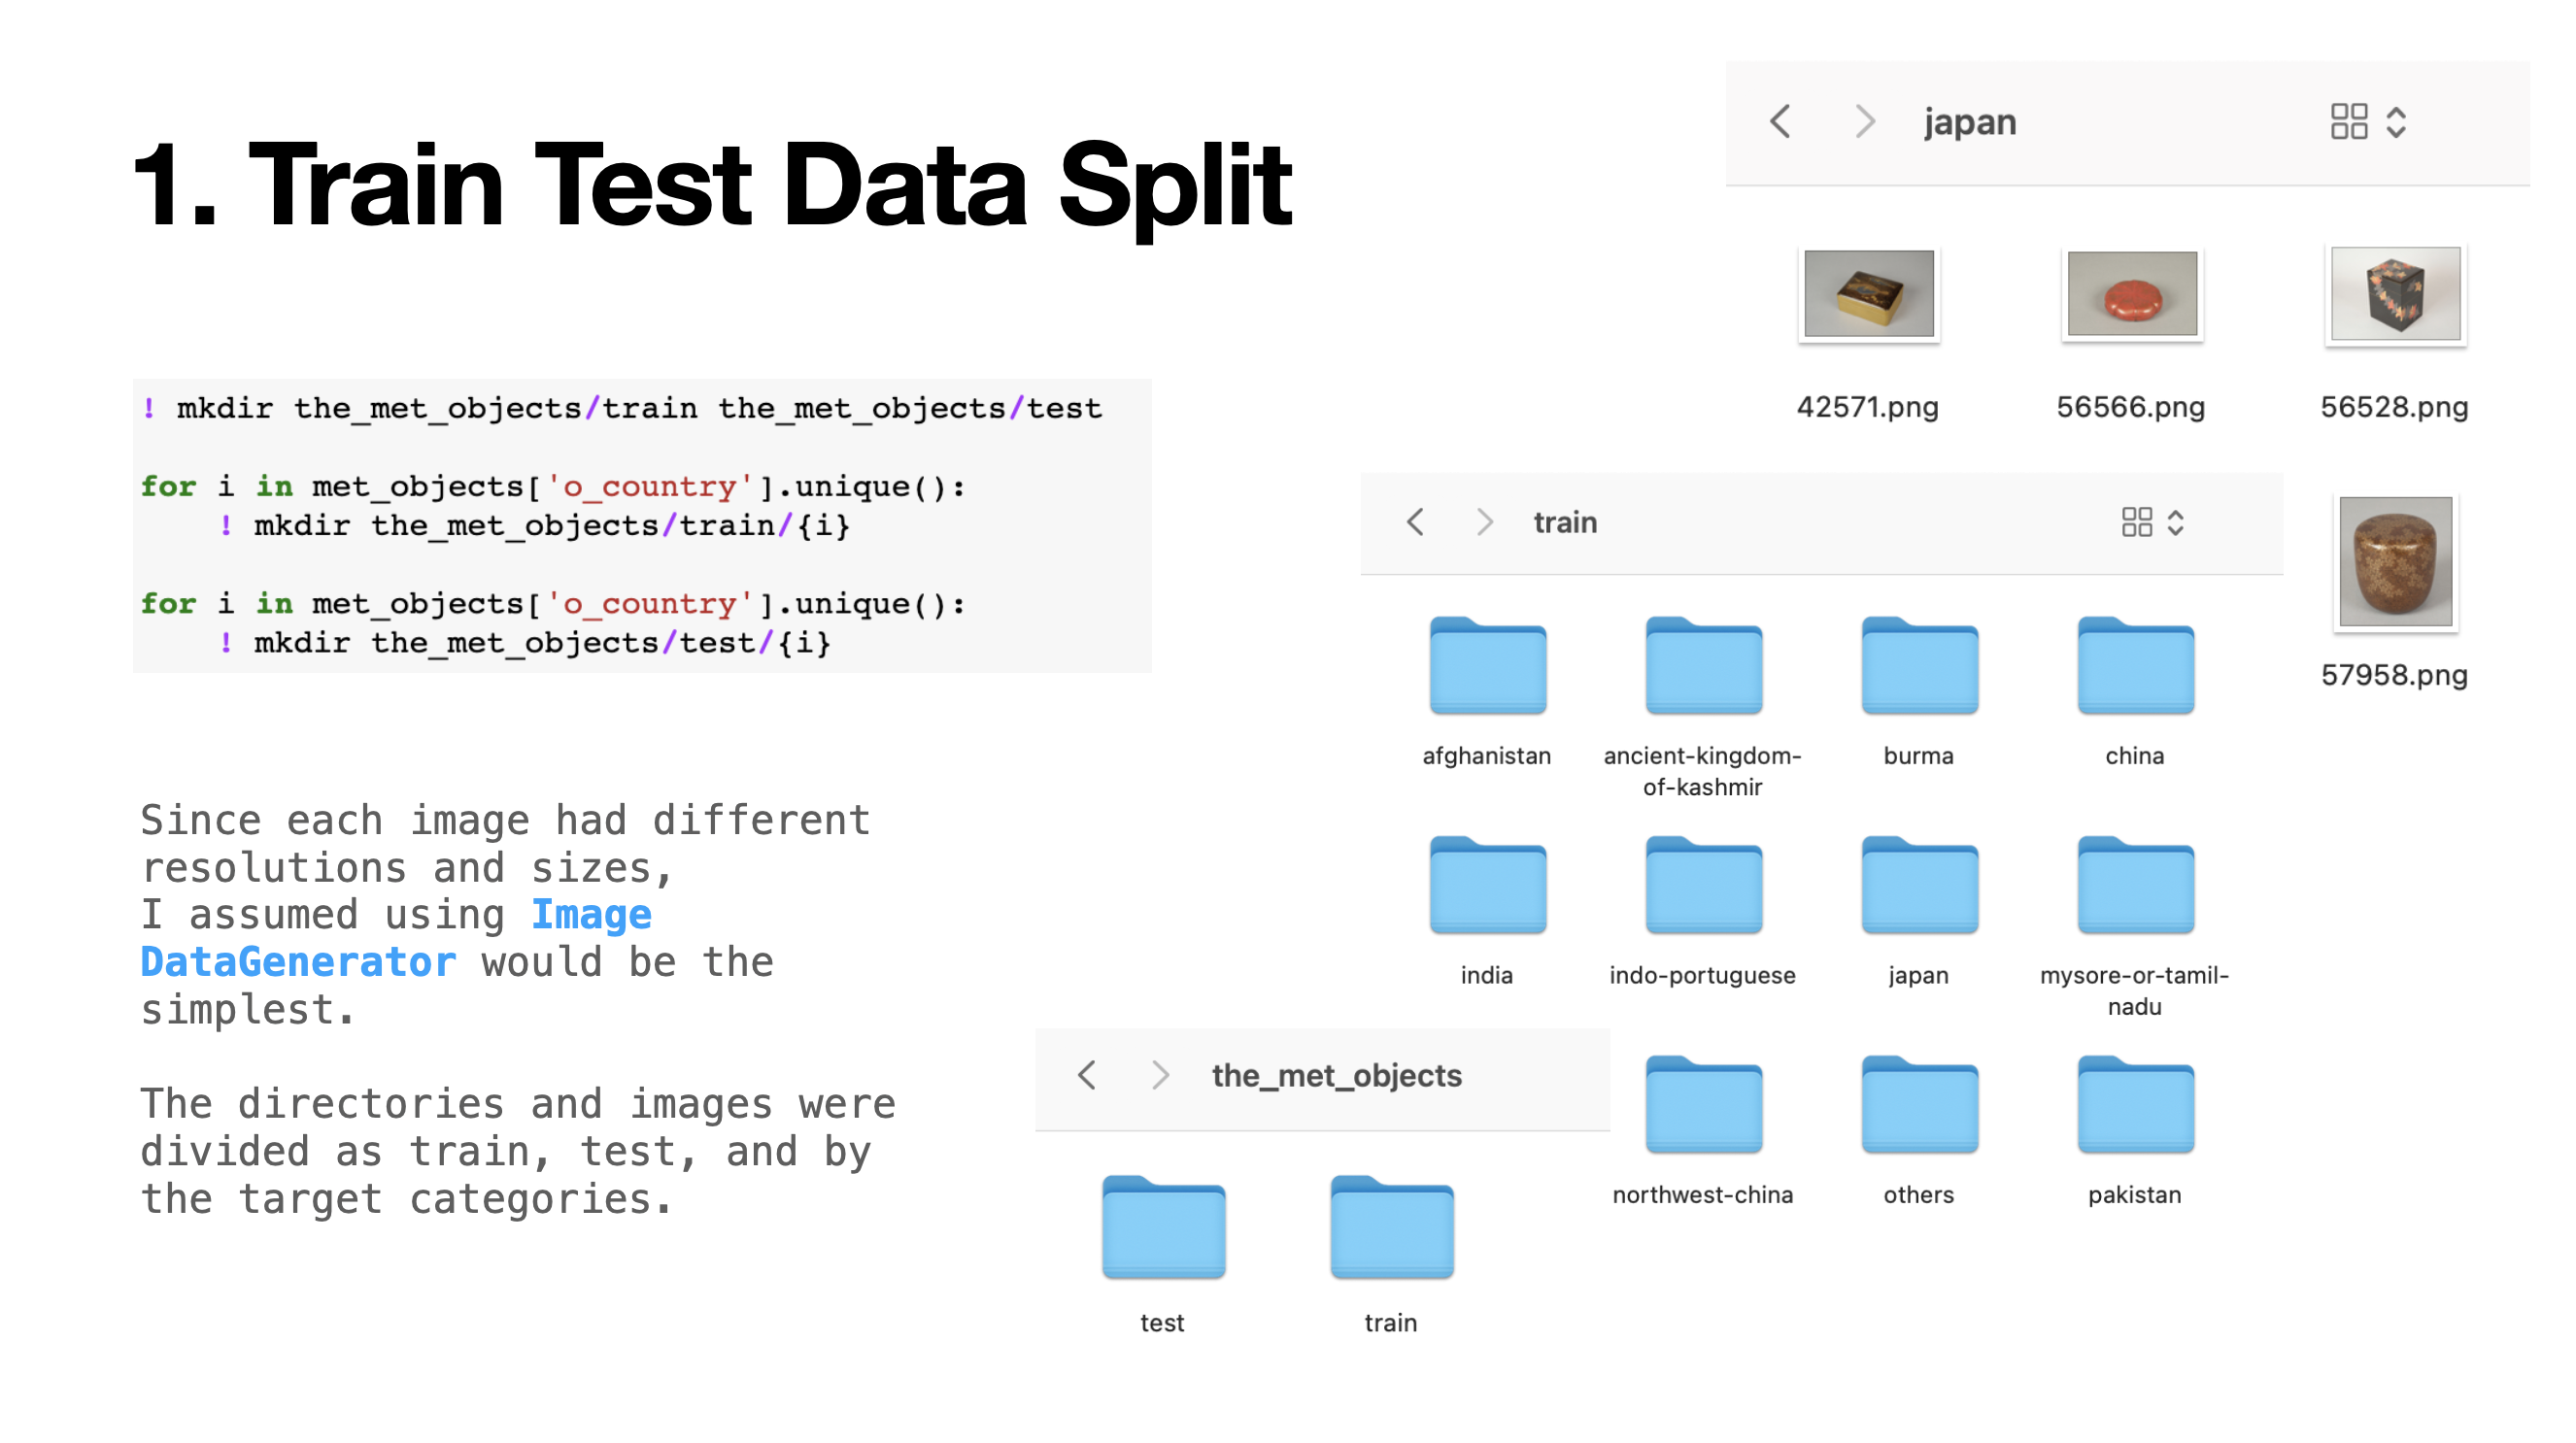 1. Train Test Data Split
! mkdir the_met_objects/train the_met_objects/test
for i in met_objects['o_country'].unique():
! mkdir the_met_objects/train/{i}
for i in met_objects['o_country'].unique():
! mkdir the_met_objects/test/{i}
Since each image had different
resolutions and sizes,
I assumed using Image
DataGenerator would be the
simplest.
The directories and images were
divided as train, test, and by
the target categories.
japan
42571.png 56566.png 56528.png
57958.png
train
afghanistan ancient-kingdom-
of-kashmir burma china
india indo-portuguese japan mysore-or-tamil-
nadu
northwest-china others pakistan
the_met_objects
test train